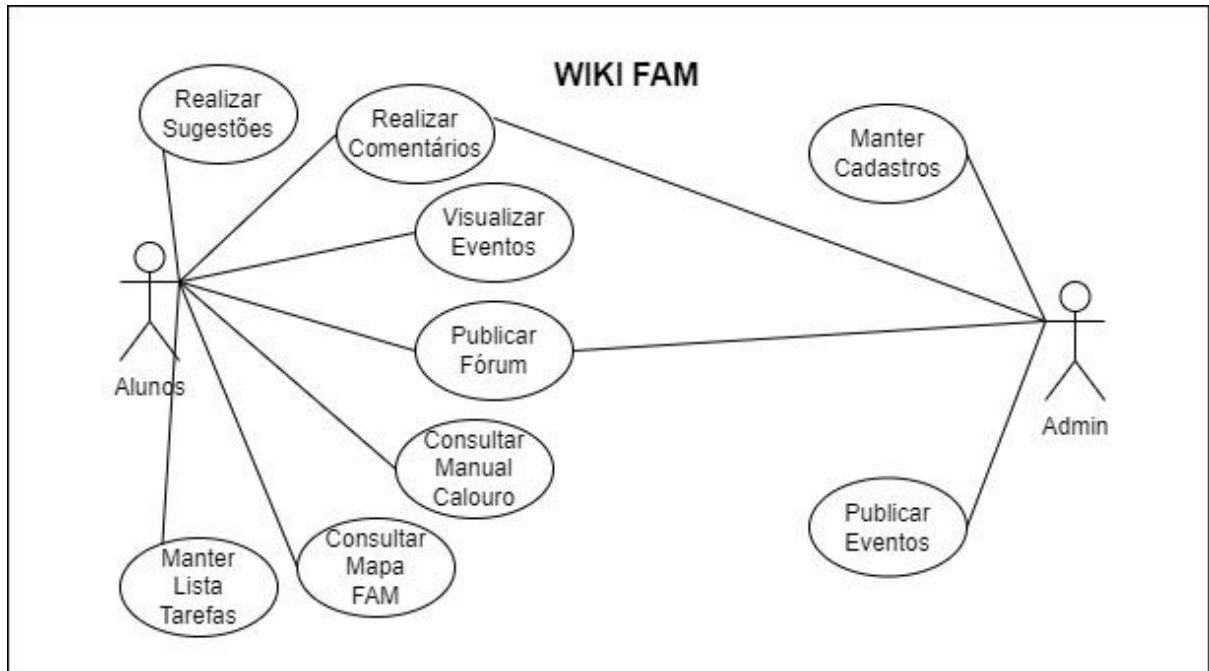 WIKI FAM
Realizar
Sugestões
Realizar
Comentários
Manter
Cadastros
Visualizar
Eventos
Publicar
Fórum
Alunos
Admin
Consultar
Manual
Calouro
Publicar
Eventos
Manter
Lista
Tarefas
Consultar
Mapa
FAM